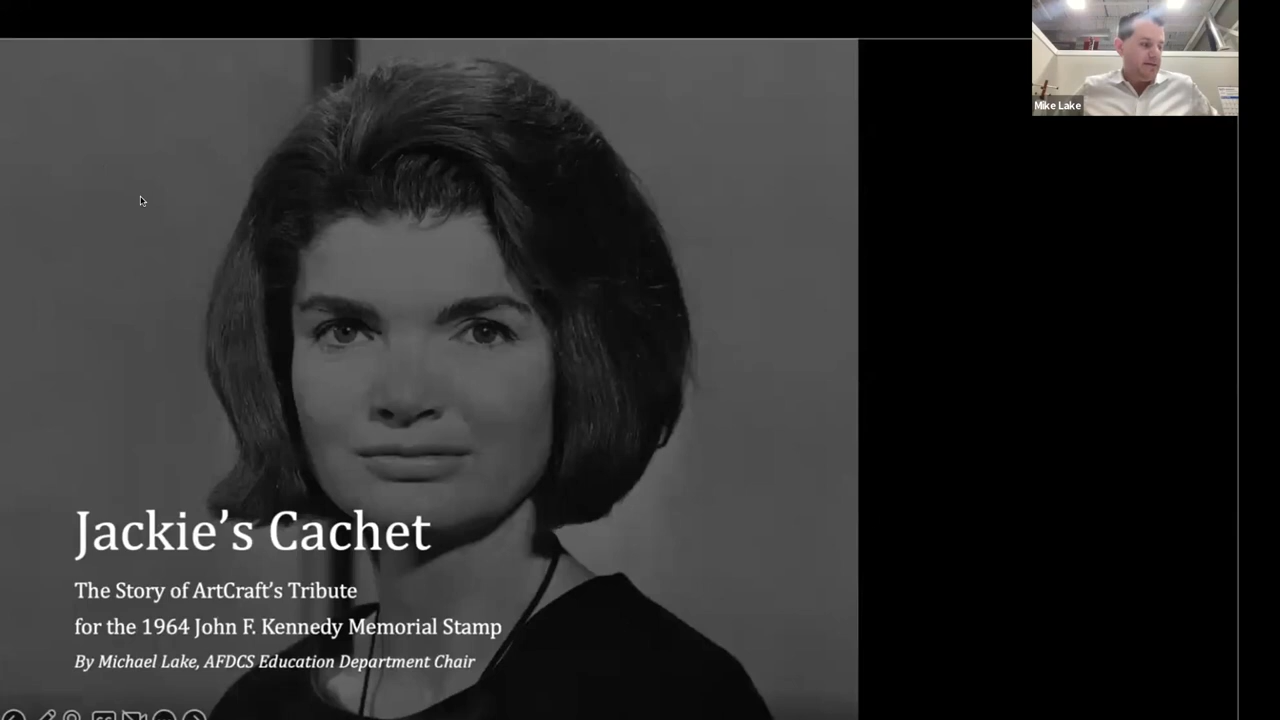 Mike Lake
Jackie's Cachet
The Story of ArtCraft's Tribute
for the 1964 John F. Kennedy Memorial Stamp
By Michael Lake, AFDCS Education Department Chair